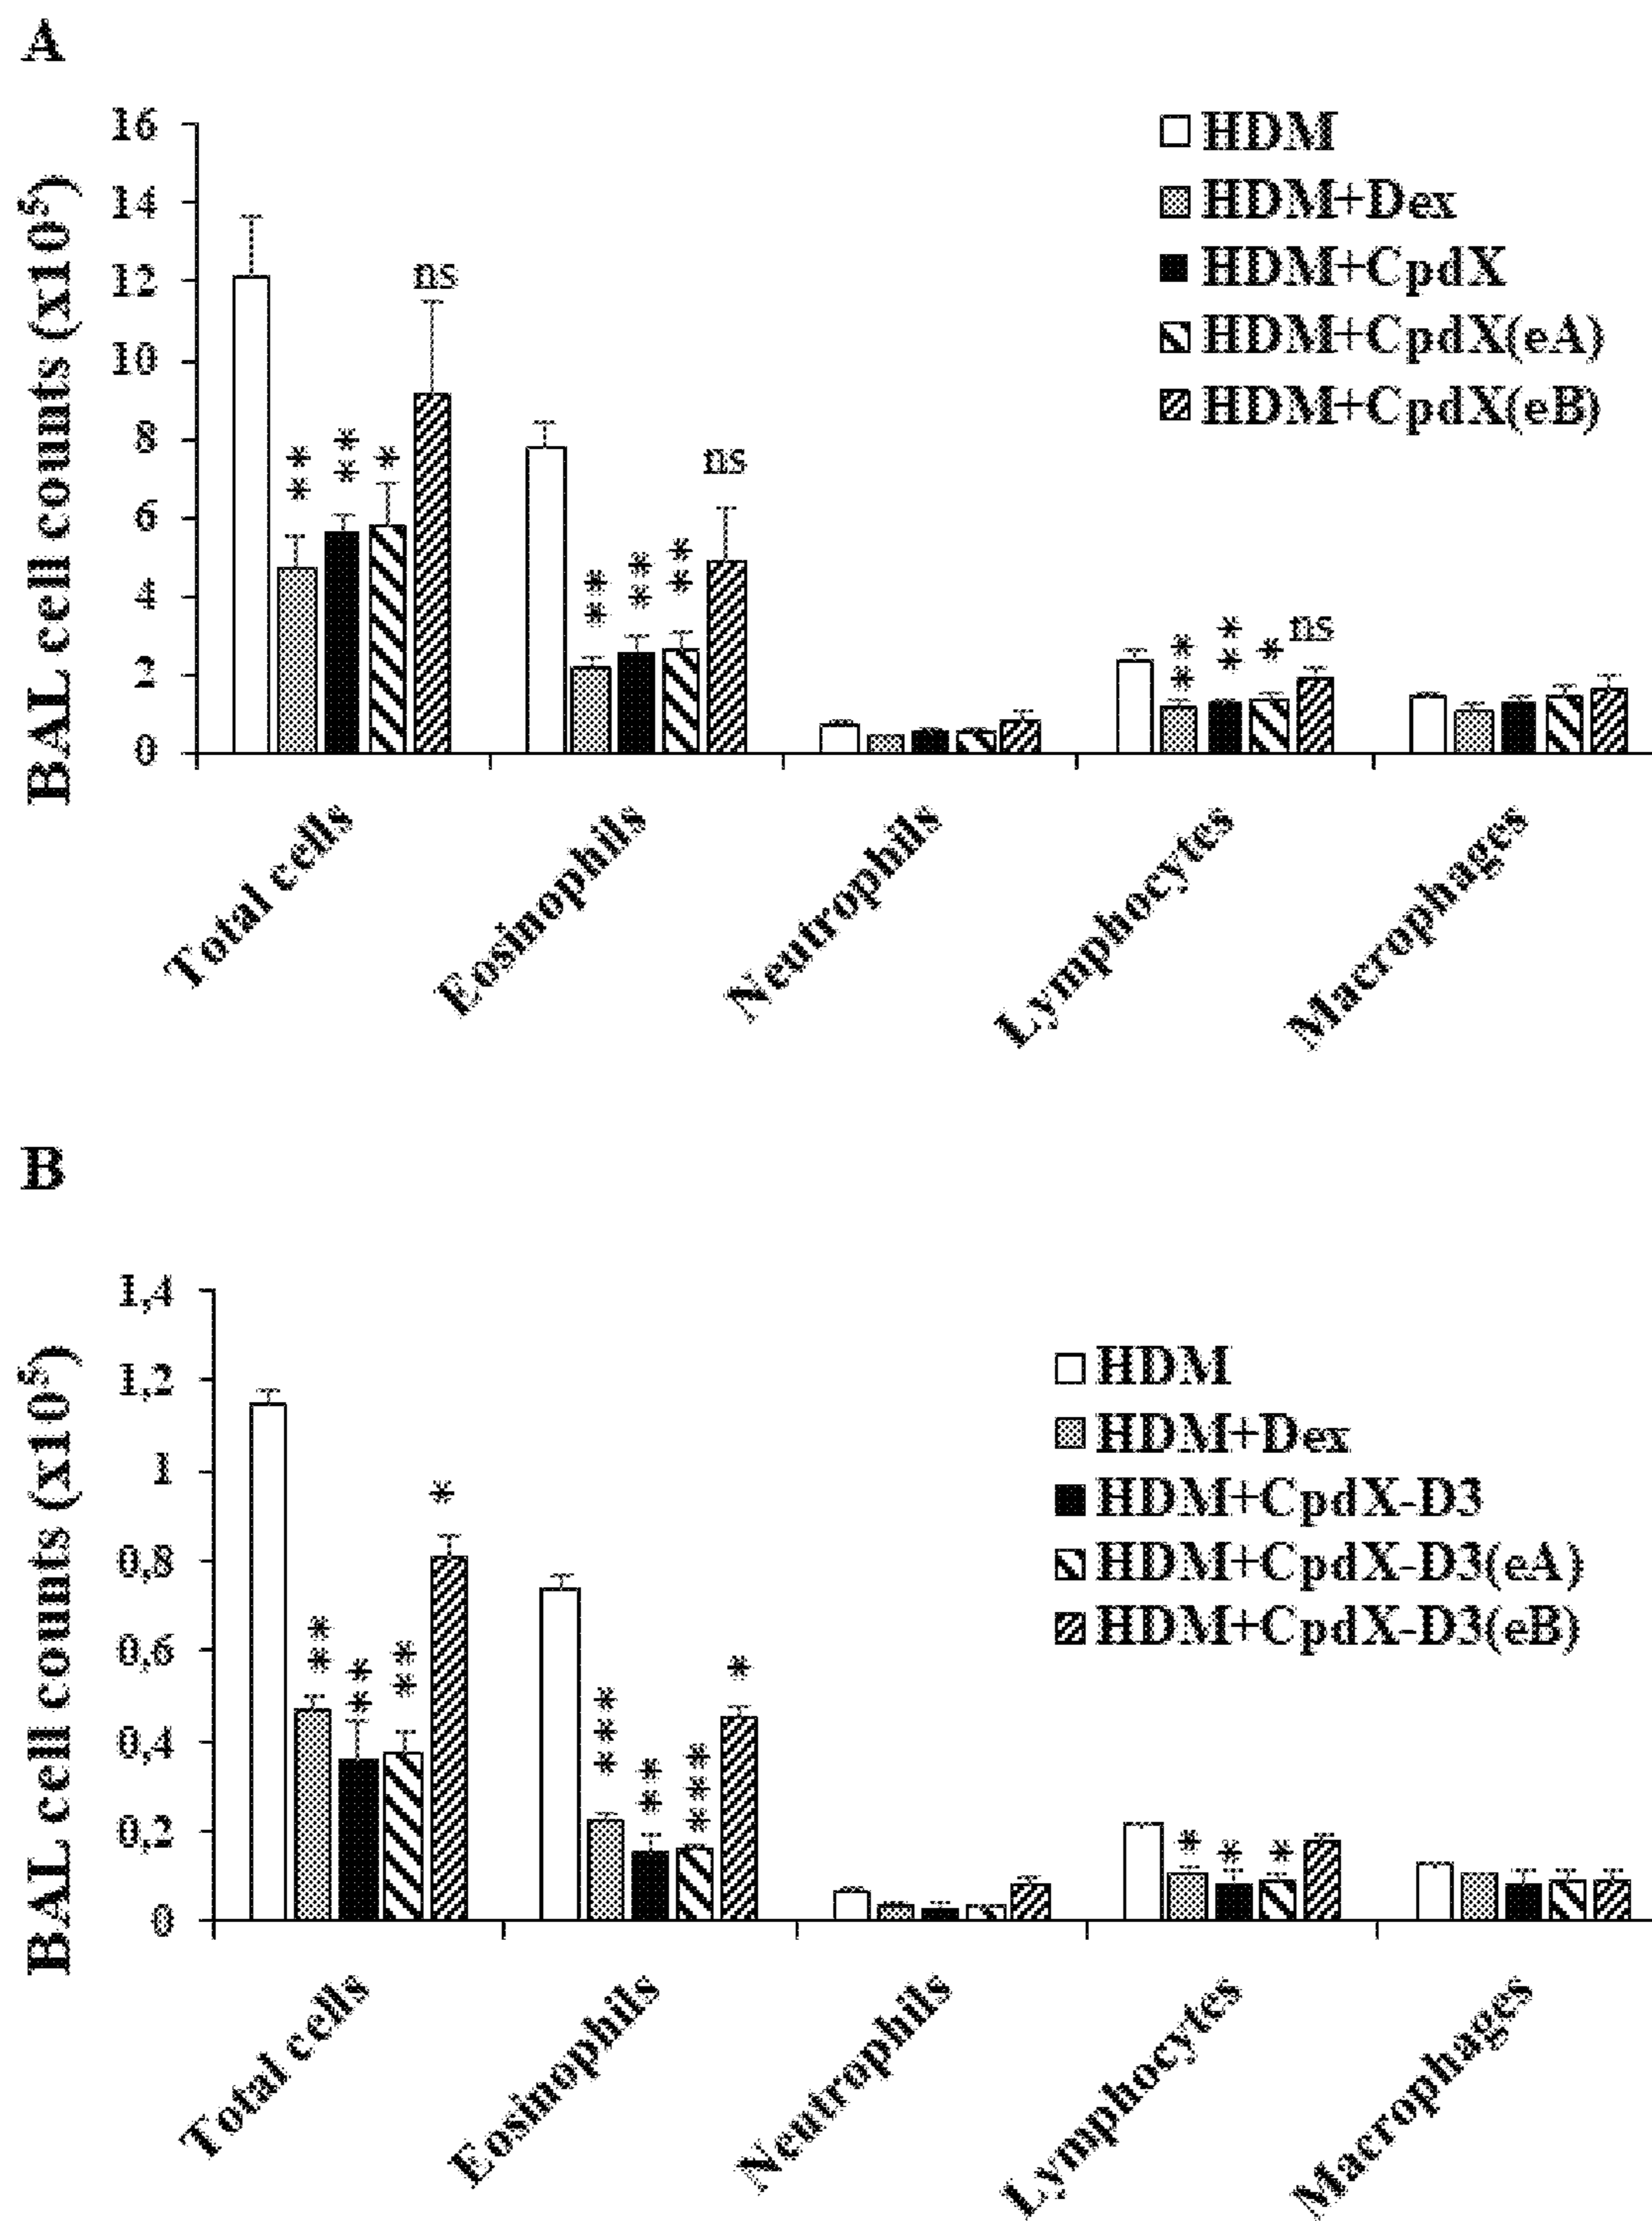 A
BAL cell counts (x10⁵)
16
14
12
10
8
6
4
2
0
HDM
HDM+Dex
HDM+CpdX
HDM+CpdX(eA)
HDM+CpdX(eB)
**
**
*
ns
**
**
**
ns
**
**
*
ns
Total cells
Eosinophils
Neutrophils
Lymphocytes
Macrophages
B
BAL cell counts (x10⁵)
1,4
1,2
1
0,8
0,6
0,4
0,2
0
HDM
HDM+Dex
HDM+CpdX-D3
HDM+CpdX-D3(eA)
HDM+CpdX-D3(eB)
**
**
**
*
***
**
***
*
*
*
*
Total cells
Eosinophils
Neutrophils
Lymphocytes
Macrophages